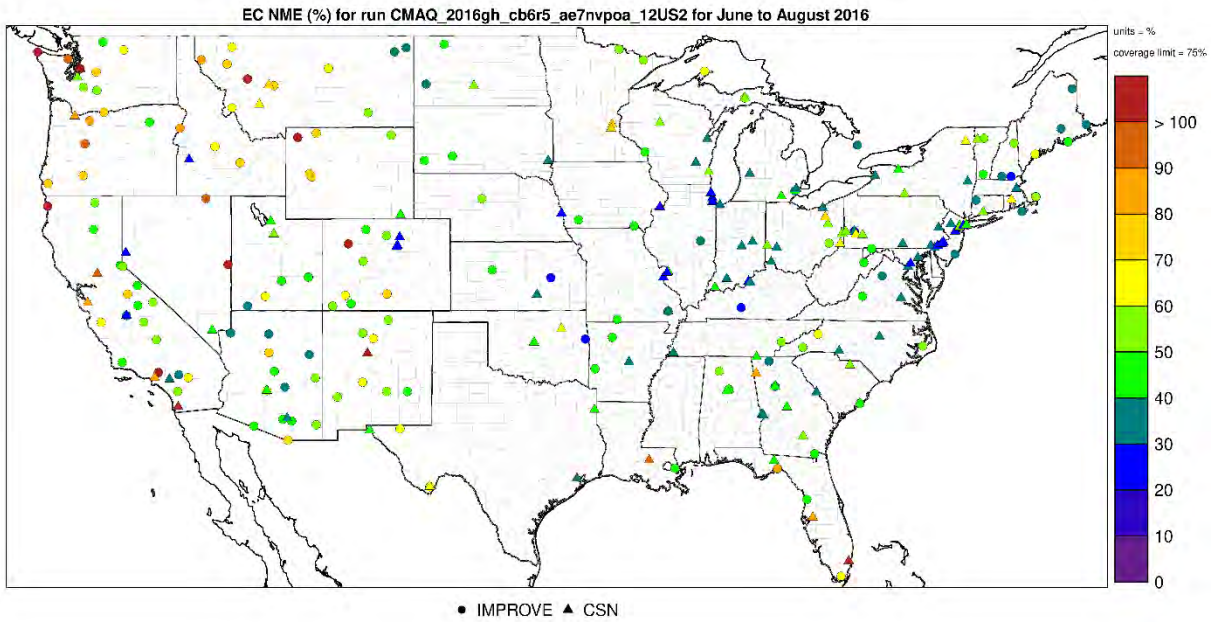 EC NME (%) for run CMAQ_2016gh_cb6r5_ae7nvpoa_12US2 for June to August 2016
units = %
coverage limit = 75%
> 100
90
80
70
60
50
40
30
20
10
0
● IMPROVE ▲ CSN